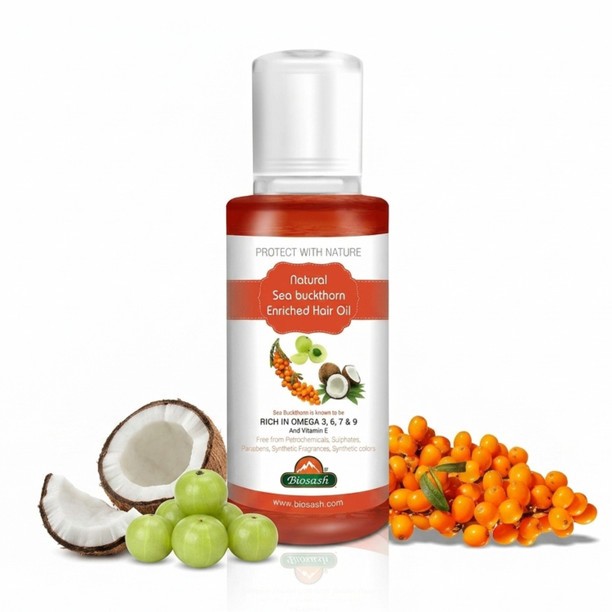 PROTECT WITH NATURE
Natural
Sea buckthorn
Enriched Hair Oil
Sea Buckthorn is known to be
RICH IN OMEGA 3, 6, 7 & 9
And Vitamin E
Free from Petrochemicals, Sulphates,
Parabens, Synthetic Fragrances, Synthetic colors
Biosash
www.biosash.com